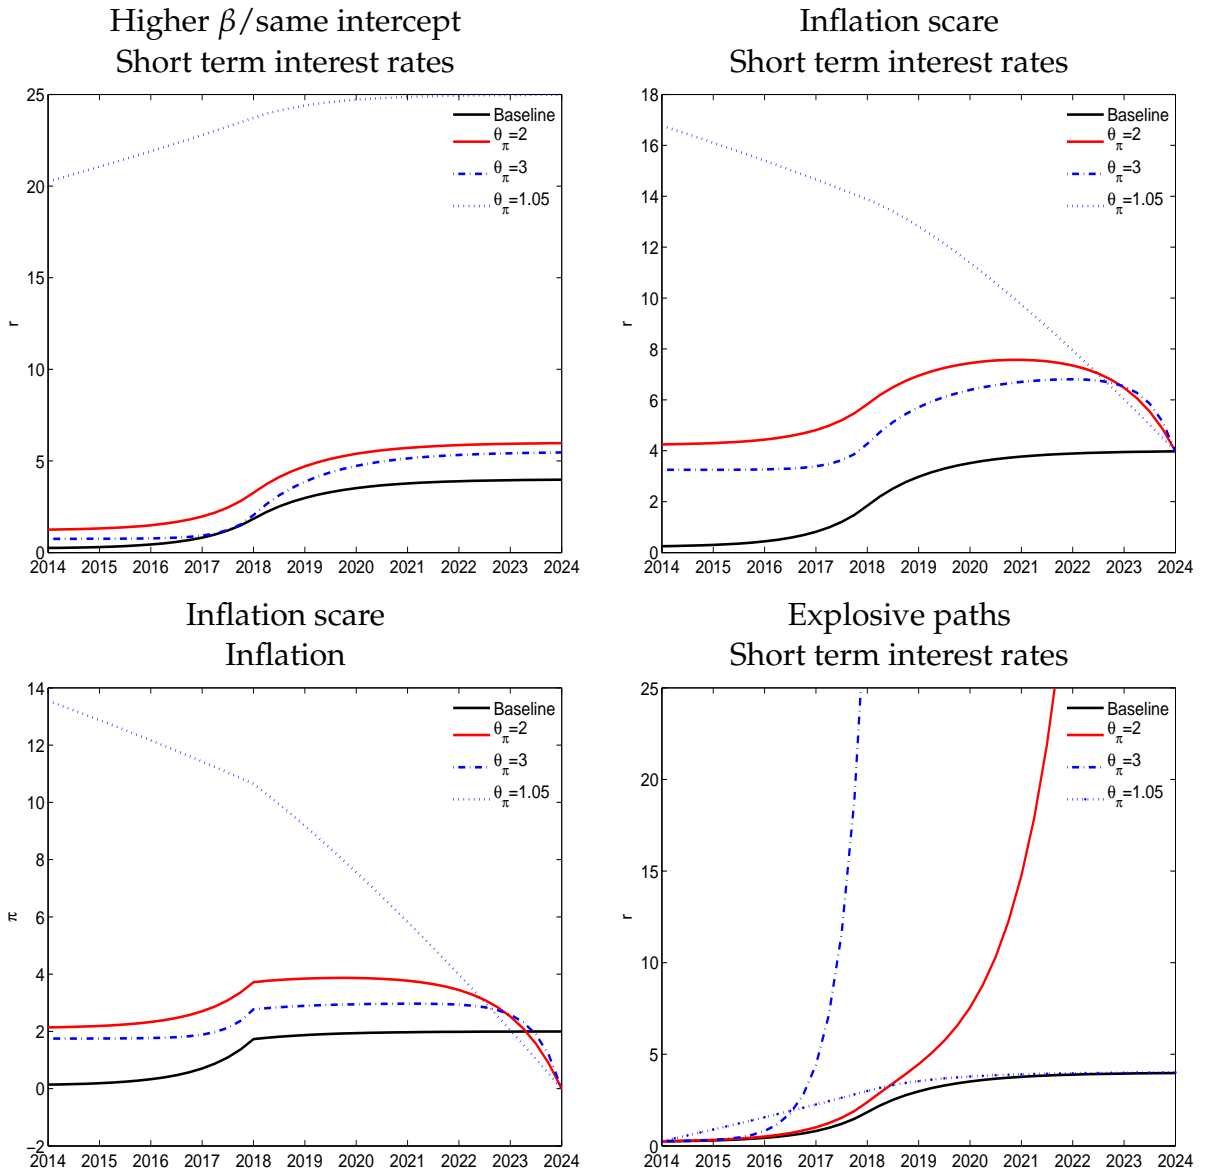 Higher β/same intercept
Short term interest rates
25
20
15
10
5
0
r
2014 2015 2016 2017 2018 2019 2020 2021 2022 2023 2024
Baseline
θπ=2
θπ=3
θπ=1.05
Inflation scare
Short term interest rates
18
16
14
12
10
8
6
4
2
0
r
2014 2015 2016 2017 2018 2019 2020 2021 2022 2023 2024
Baseline
θπ=2
θπ=3
θπ=1.05
Inflation scare
Inflation
14
12
10
8
6
4
2
0
−2
π
2014 2015 2016 2017 2018 2019 2020 2021 2022 2023 2024
Baseline
θπ=2
θπ=3
θπ=1.05
Explosive paths
Short term interest rates
25
20
15
10
5
0
r
2014 2015 2016 2017 2018 2019 2020 2021 2022 2023 2024
Baseline
θπ=2
θπ=3
θπ=1.05